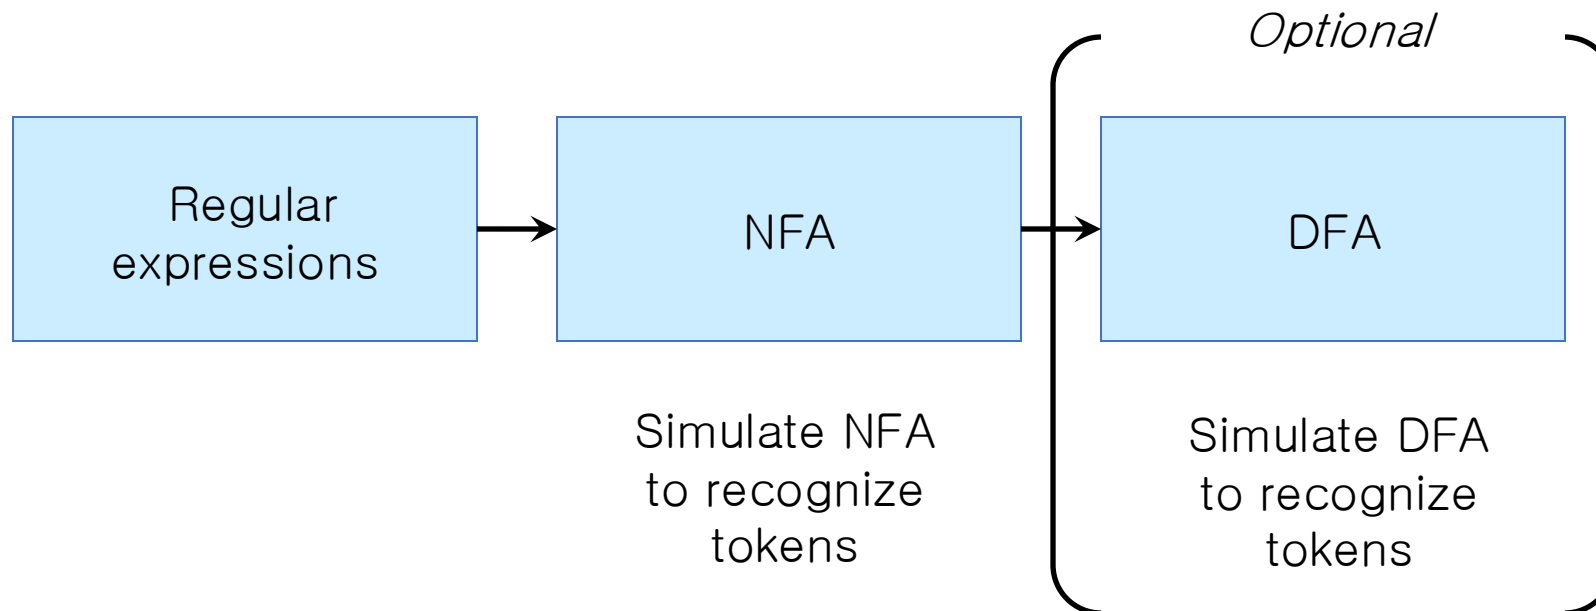 Optional
Regular
expressions
NFA
DFA
Simulate NFA
to recognize
tokens
Simulate DFA
to recognize
tokens